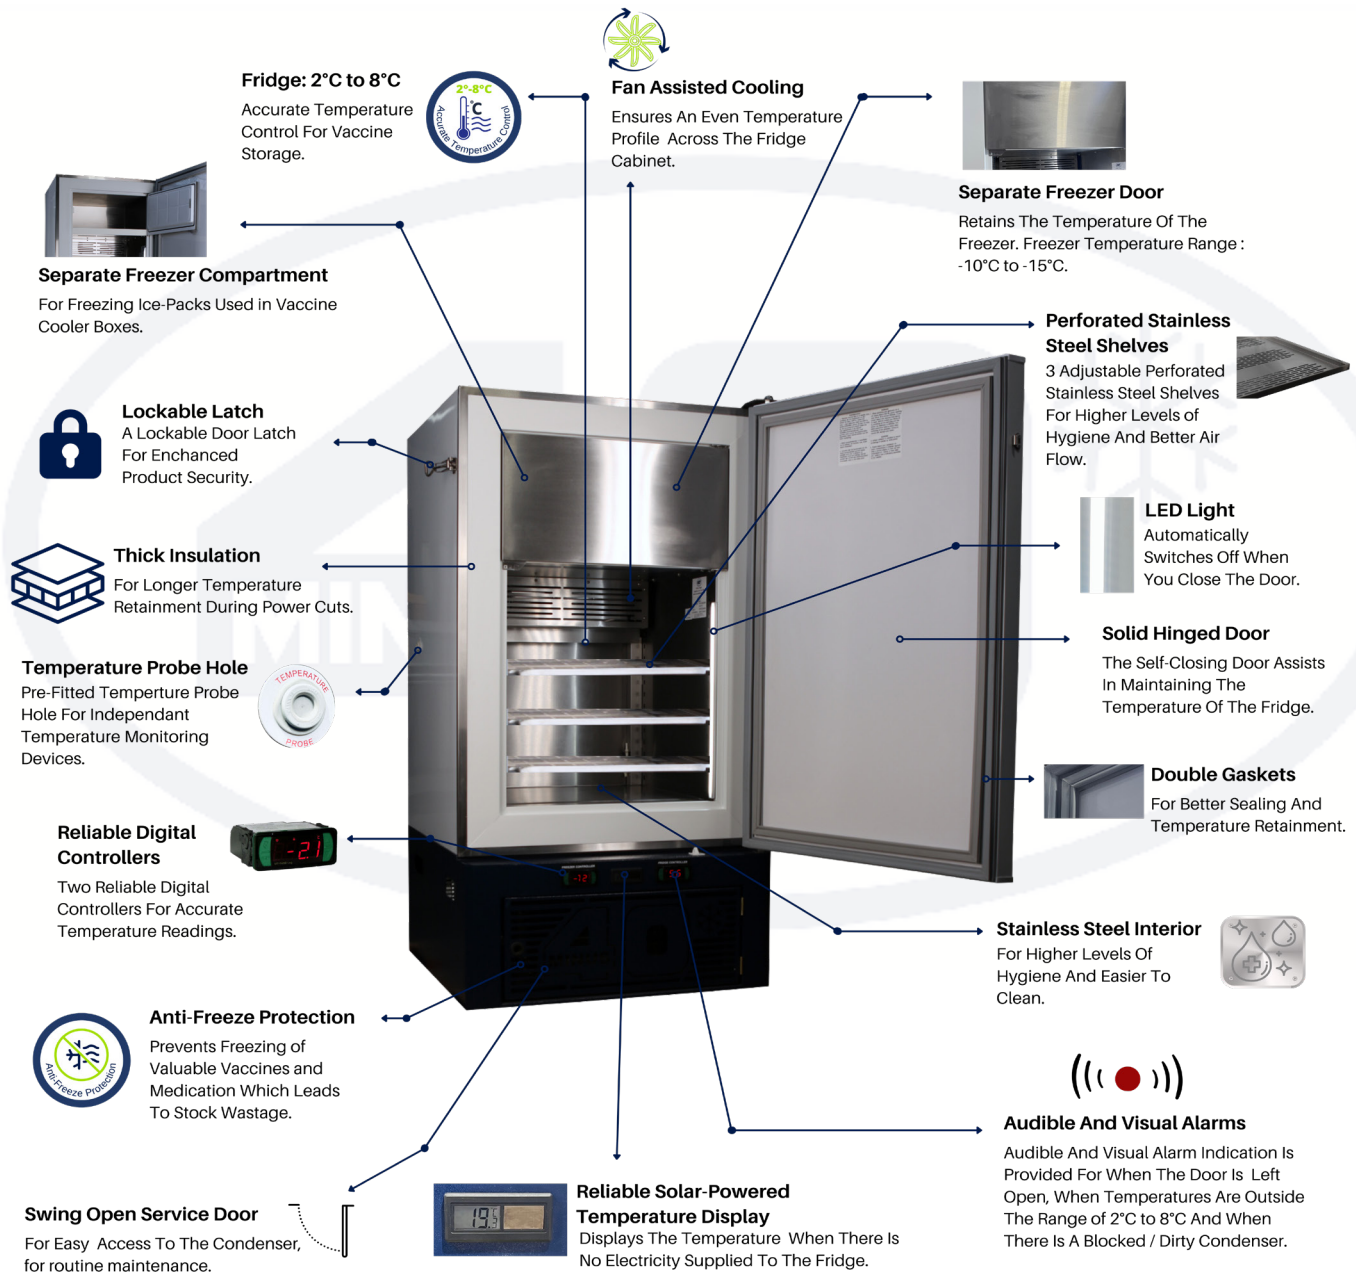 Fan Assisted Cooling
Ensures An Even Temperature
Profile Across The Fridge
Cabinet.
Fridge: 2°C to 8°C
Accurate Temperature
Control For Vaccine
Storage.
2°-8°C
°C
Accurate Temperature Control
Separate Freezer Door
Retains The Temperature Of The
Freezer. Freezer Temperature Range :
-10°C to -15°C.
Separate Freezer Compartment
For Freezing Ice-Packs Used in Vaccine
Cooler Boxes.
Perforated Stainless
Steel Shelves
3 Adjustable Perforated
Stainless Steel Shelves
For Higher Levels of
Hygiene And Better Air
Flow.
Lockable Latch
A Lockable Door Latch
For Enchanced
Product Security.
LED Light
Automatically
Switches Off When
You Close The Door.
Thick Insulation
For Longer Temperature
Retainment During Power Cuts.
Solid Hinged Door
The Self-Closing Door Assists
In Maintaining The
Temperature Of The Fridge.
Temperature Probe Hole
Pre-Fitted Temperture Probe
Hole For Independant
Temperature Monitoring
Devices.
TEMPERATURE
PROBE
Double Gaskets
For Better Sealing And
Temperature Retainment.
Reliable Digital
Controllers
Two Reliable Digital
Controllers For Accurate
Temperature Readings.
-21
-12
Stainless Steel Interior
For Higher Levels Of
Hygiene And Easier To
Clean.
Anti-Freeze Protection
Prevents Freezing of
Valuable Vaccines and
Medication Which Leads
To Stock Wastage.
Anti-Freeze Protection
Audible And Visual Alarms
Audible And Visual Alarm Indication Is
Provided For When The Door Is Left
Open, When Temperatures Are Outside
The Range of 2°C to 8°C And When
There Is A Blocked / Dirty Condenser.
Swing Open Service Door
For Easy Access To The Condenser,
for routine maintenance.
Reliable Solar-Powered
Temperature Display
Displays The Temperature When There Is
No Electricity Supplied To The Fridge.